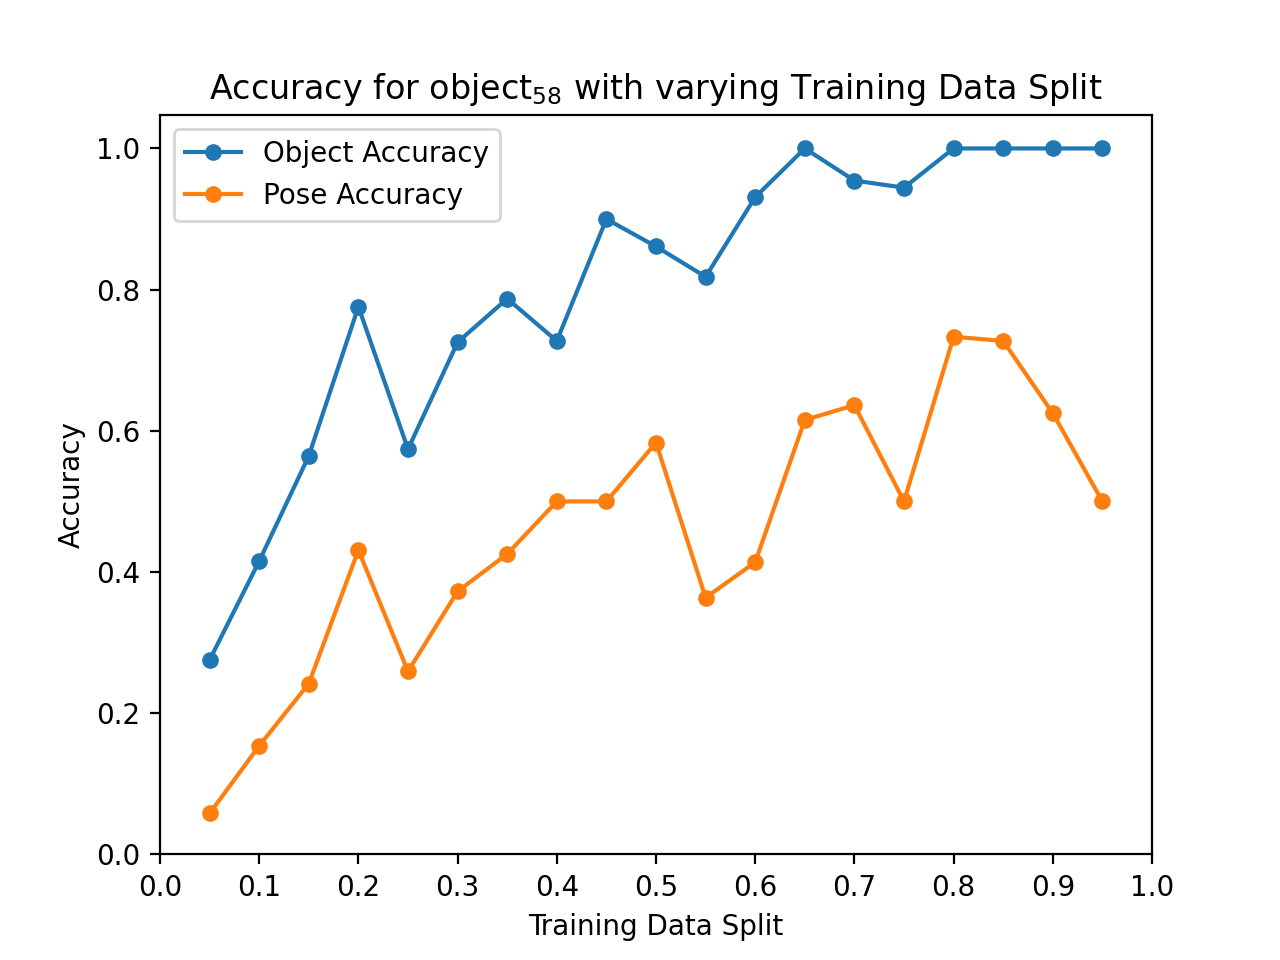 Accuracy for object₅₈ with varying Training Data Split
Object Accuracy
Pose Accuracy
1.0
0.8
0.6
0.4
0.2
0.0
Accuracy
0.0 0.1 0.2 0.3 0.4 0.5 0.6 0.7 0.8 0.9 1.0
Training Data Split